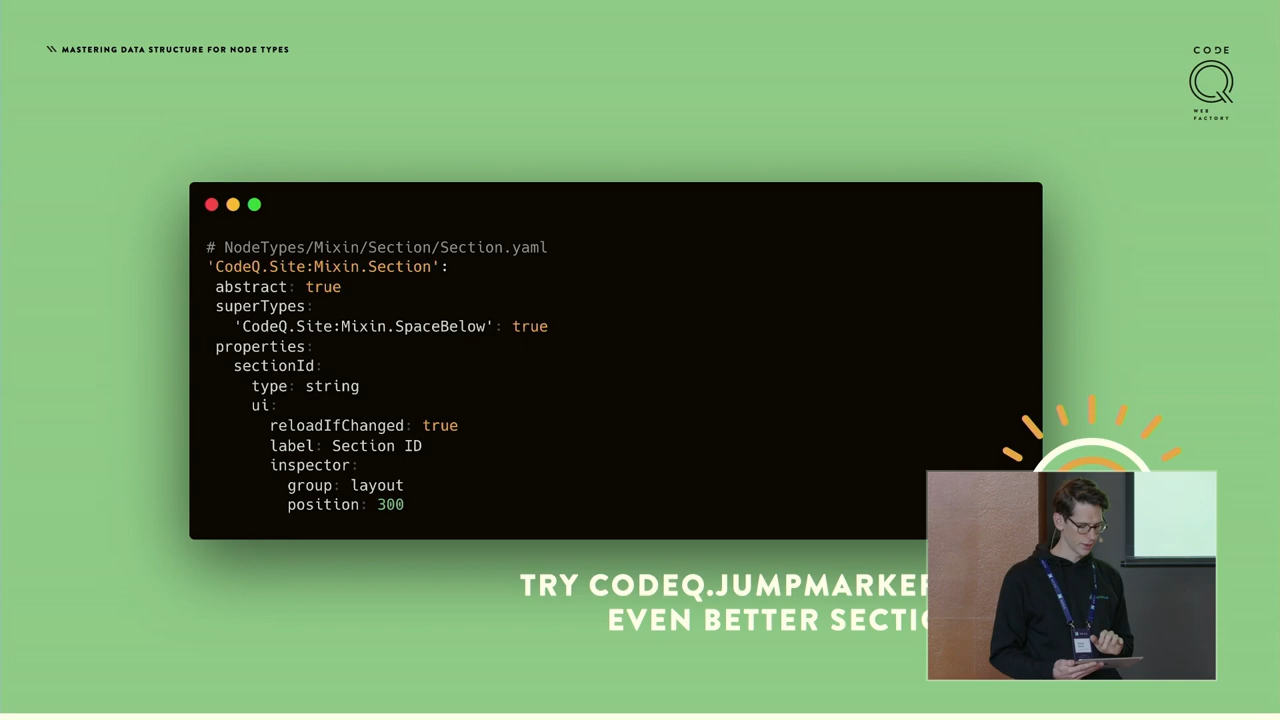 \\ MASTERING DATA STRUCTURE FOR NODE TYPES
CODE
Q
WEB
FACTORY
# NodeTypes/Mixin/Section/Section.yaml
'CodeQ.Site:Mixin.Section':
abstract: true
superTypes:
'CodeQ.Site:Mixin.SpaceBelow': true
properties:
sectionId:
type: string
ui:
reloadIfChanged: true
label: Section ID
inspector:
group: layout
position: 300
TRY CODEQ.JUMPMARKER
EVEN BETTER